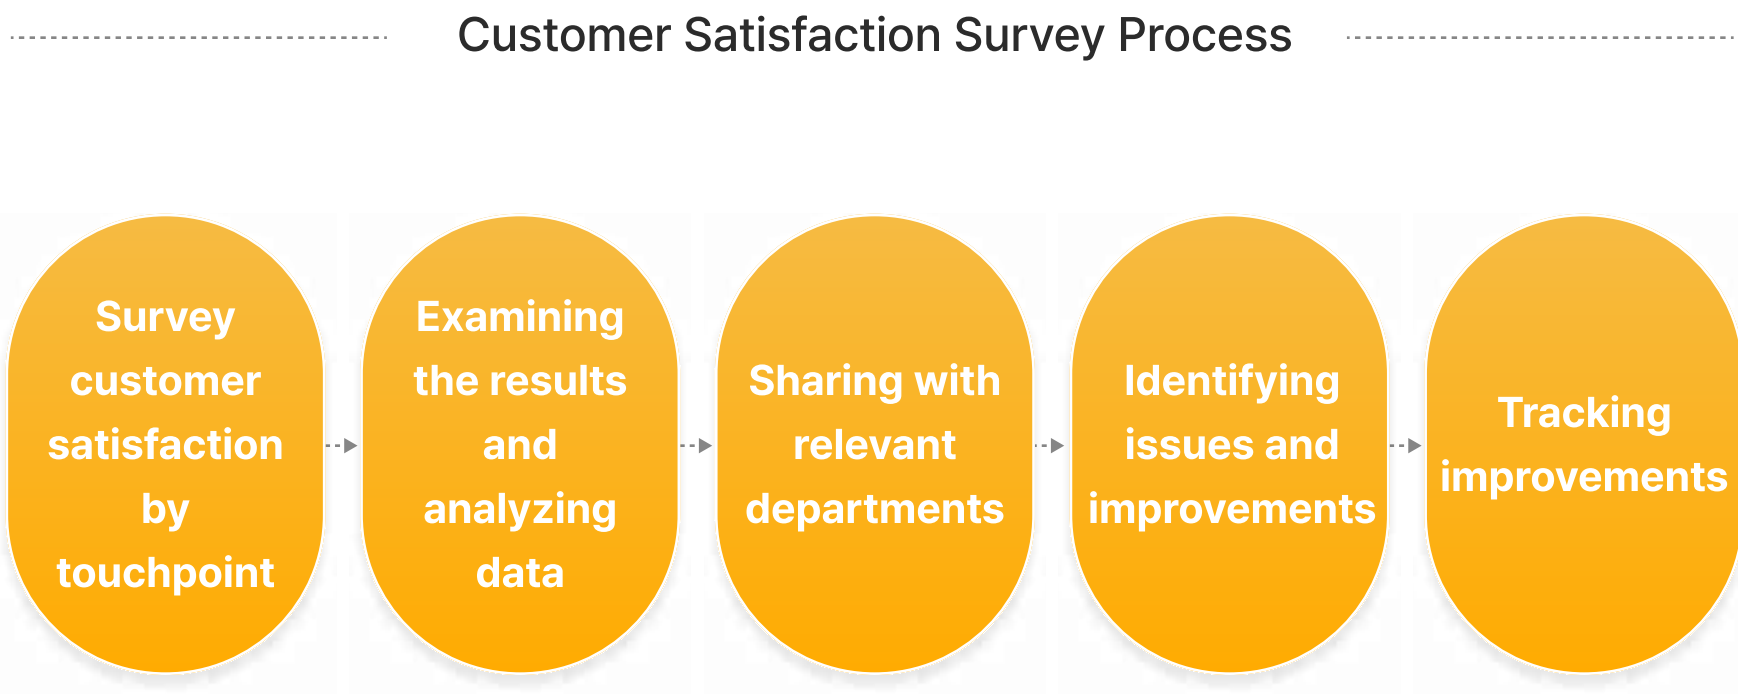 Customer Satisfaction Survey Process
Survey
customer
satisfaction
by
touchpoint
Examining
the results
and
analyzing
data
Sharing with
relevant
departments
Identifying
issues and
improvements
Tracking
improvements